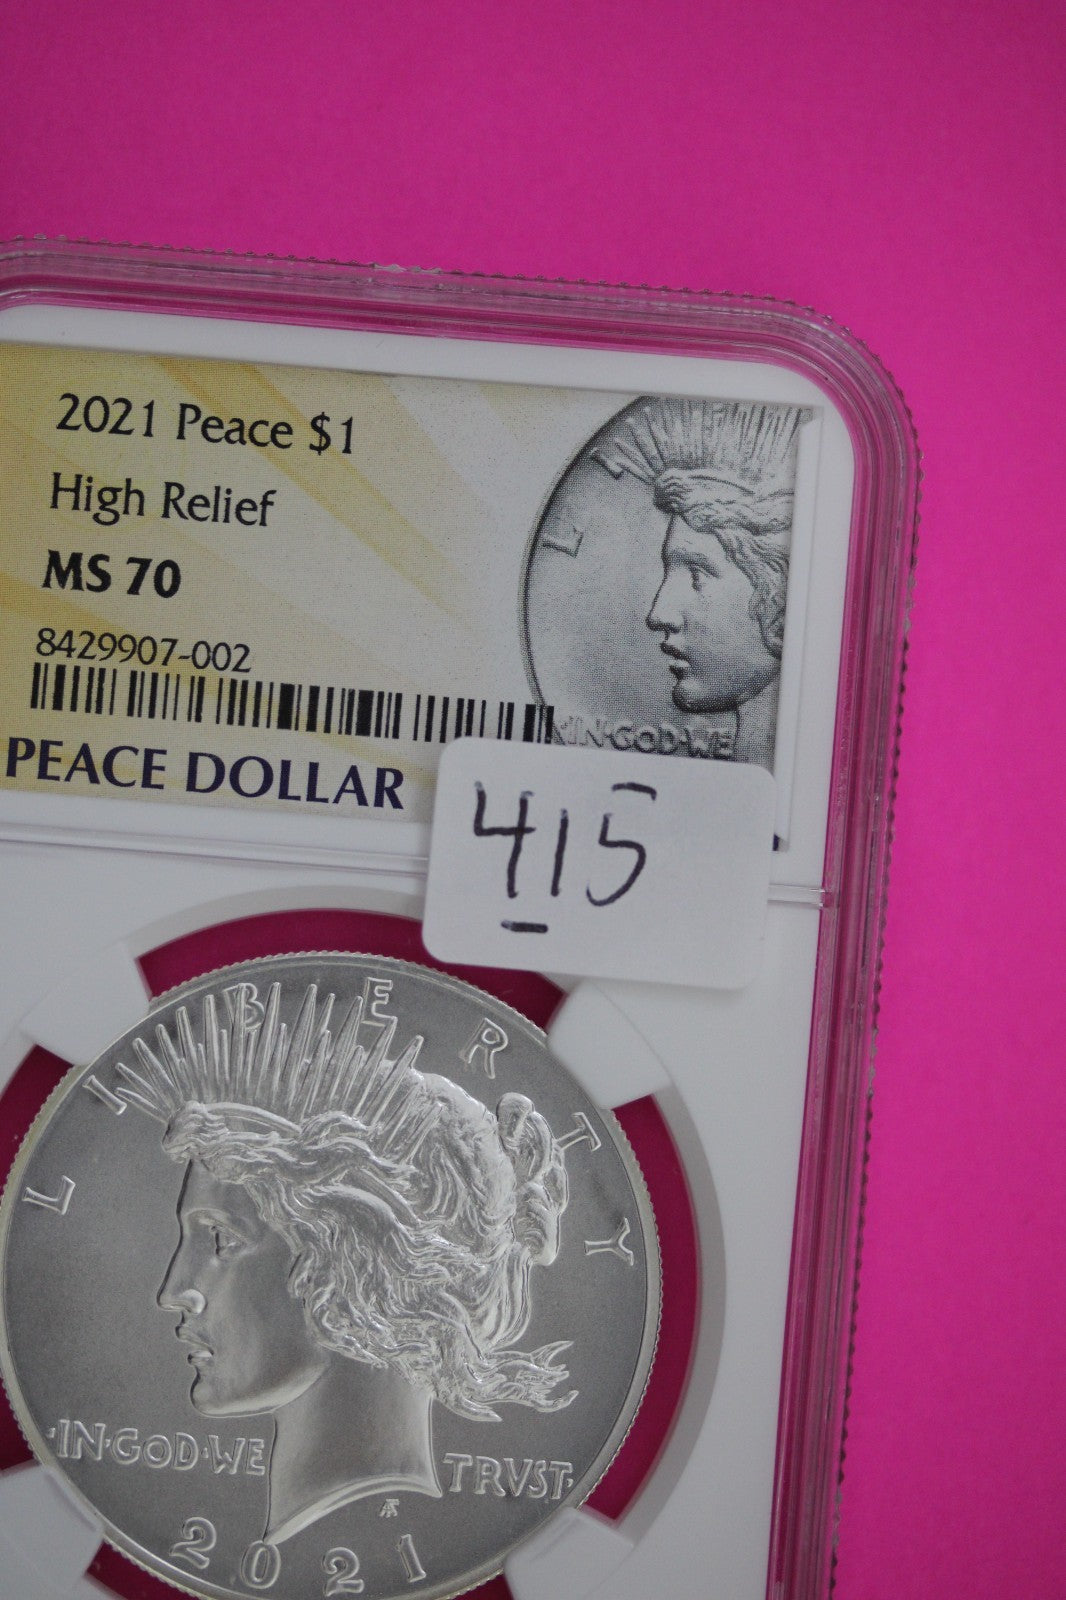 2021 Peace $1
High Relief
MS 70
8429907-002
PEACE DOLLAR
L I
IN·GOD·WE
415
LIBERTY
·IN·GOD·WE TRVST·
2021